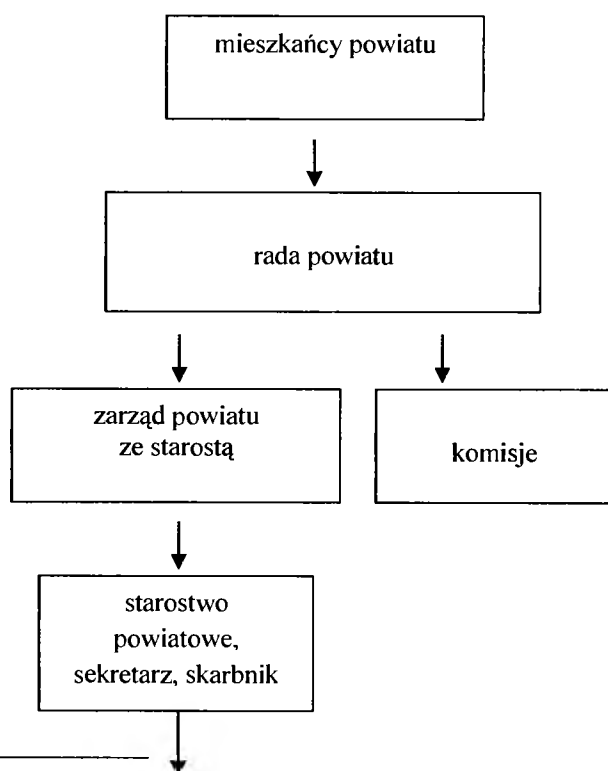 mieszkańcy powiatu
rada powiatu
zarząd powiatu
ze starostą
komisje
starostwo
powiatowe,
sekretarz, skarbnik